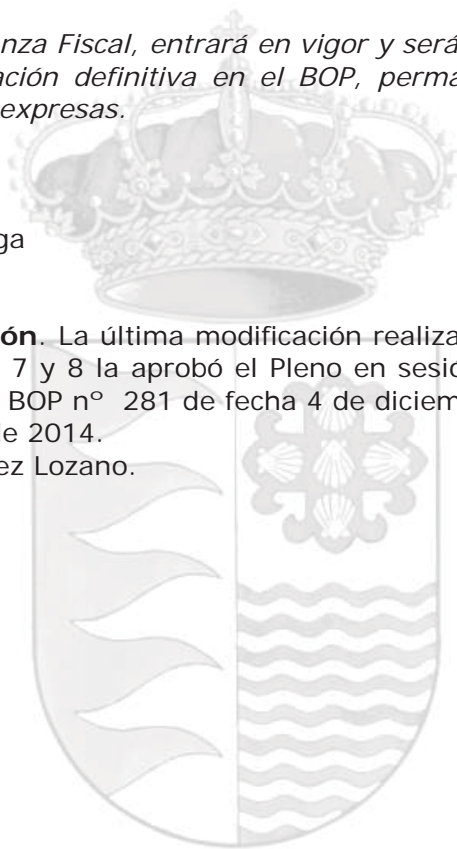 nza Fiscal, entrará en vigor y será
ación definitiva en el BOP, perma
expresas.
ga
ón. La última modificación realiza
7 y 8 la aprobó el Pleno en sesió
BOP nº 281 de fecha 4 de diciem
de 2014.
ez Lozano.